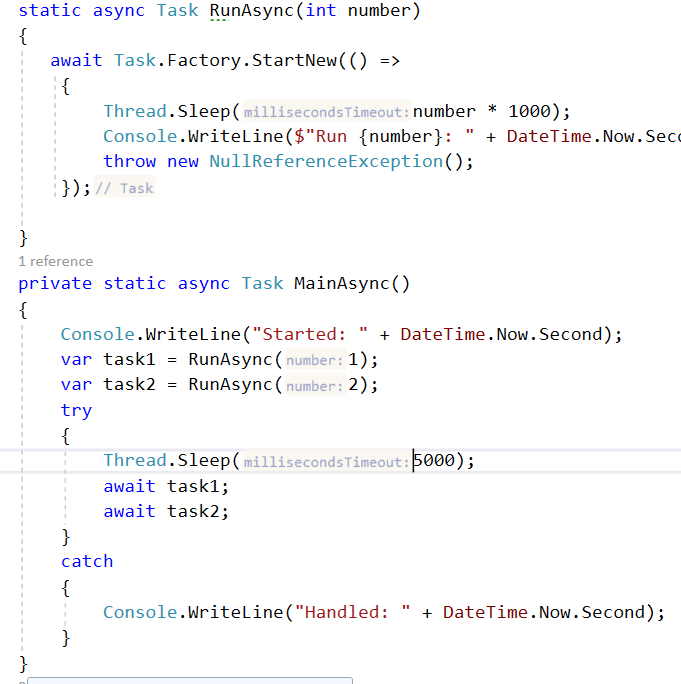 static async Task RunAsync(int number)
{
await Task.Factory.StartNew(() =>
{
Thread.Sleep(millisecondsTimeout: number * 1000);
Console.WriteLine($"Run {number}: " + DateTime.Now.Seco
throw new NullReferenceException();
}); // Task
}
1 reference
private static async Task MainAsync()
{
Console.WriteLine("Started: " + DateTime.Now.Second);
var task1 = RunAsync(number: 1);
var task2 = RunAsync(number: 2);
try
{
Thread.Sleep(millisecondsTimeout: 5000);
await task1;
await task2;
}
catch
{
Console.WriteLine("Handled: " + DateTime.Now.Second);
}
}